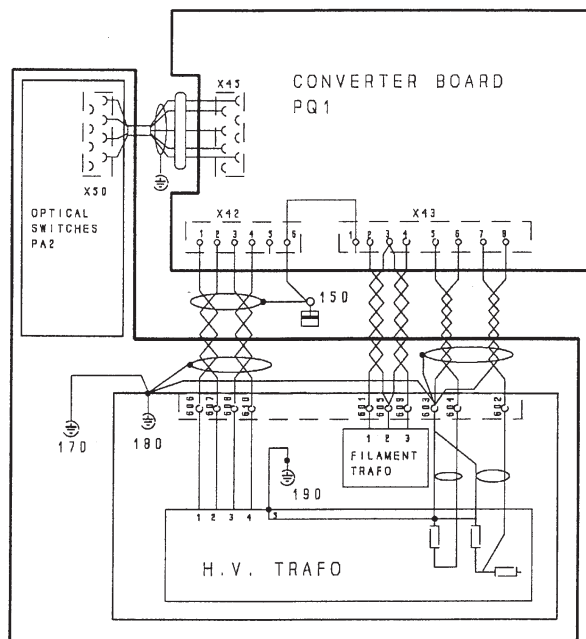 X45
CONVERTER BOARD
PQ1
X50
OPTICAL
SWITCHES
PA2
X42
X43
1 2 3 4 5 6
1 2 3 4 5 6 7 8
150
170
180
606 607 608 610
601 605 609 603 604 602
1 2 3
FILAMENT
TRAFO
190
1 2 3 4 5
H.V. TRAFO